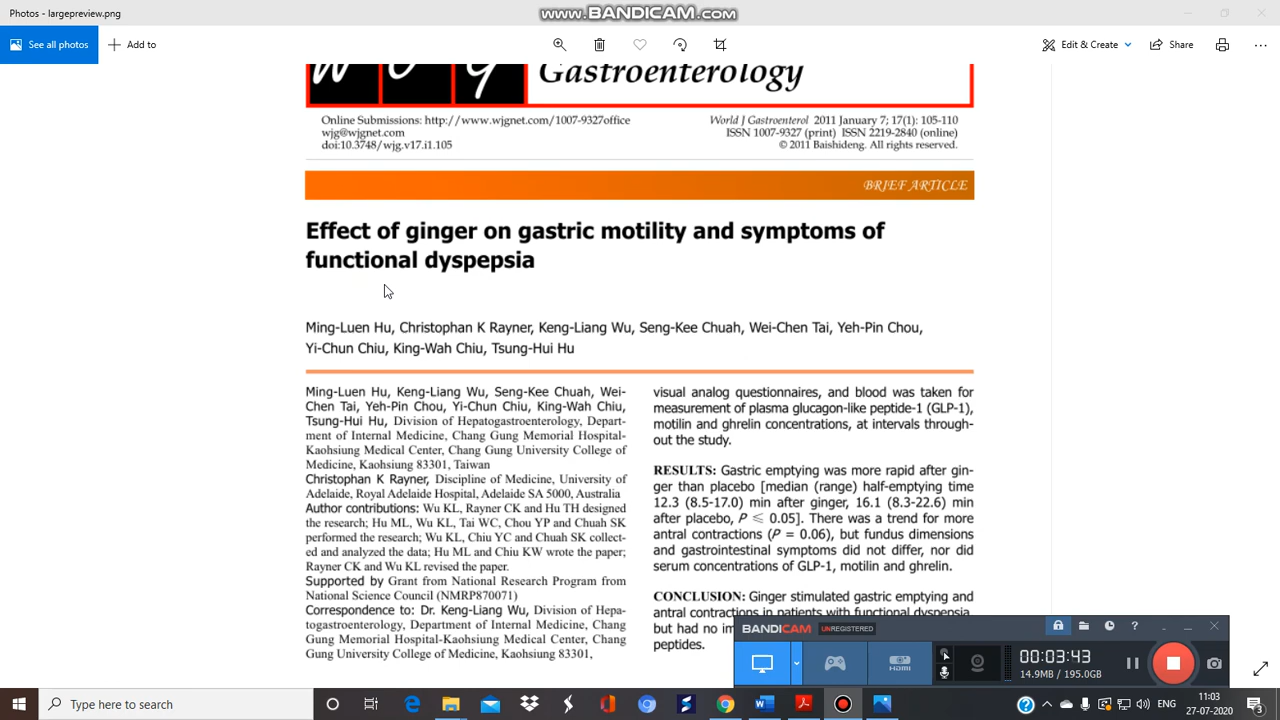 Photos - largepreview.png
www.BANDICAM.com
See all photos
Add to
Edit & Create
Share
Gastroenterology
Online Submissions: http://www.wjgnet.com/1007-9327office
wjg@wjgnet.com
doi:10.3748/wjg.v17.i1.105
World J Gastroenterol 2011 January 7; 17(1): 105-110
ISSN 1007-9327 (print) ISSN 2219-2840 (online)
© 2011 Baishideng. All rights reserved.
BRIEF ARTICLE
Effect of ginger on gastric motility and symptoms of
functional dyspepsia
Ming-Luen Hu, Christophan K Rayner, Keng-Liang Wu, Seng-Kee Chuah, Wei-Chen Tai, Yeh-Pin Chou,
Yi-Chun Chiu, King-Wah Chiu, Tsung-Hui Hu
Ming-Luen Hu, Keng-Liang Wu, Seng-Kee Chuah, Wei-
Chen Tai, Yeh-Pin Chou, Yi-Chun Chiu, King-Wah Chiu,
Tsung-Hui Hu, Division of Hepatogastroenterology, Depart-
ment of Internal Medicine, Chang Gung Memorial Hospital-
Kaohsiung Medical Center, Chang Gung University College of
Medicine, Kaohsiung 83301, Taiwan
Christophan K Rayner, Discipline of Medicine, University of
Adelaide, Royal Adelaide Hospital, Adelaide SA 5000, Australia
Author contributions: Wu KL, Rayner CK and Hu TH designed
the research; Hu ML, Wu KL, Tai WC, Chou YP and Chuah SK
performed the research; Wu KL, Chiu YC and Chuah SK collect-
ed and analyzed the data; Hu ML and Chiu KW wrote the paper;
Rayner CK and Wu KL revised the paper.
Supported by Grant from National Research Program from
National Science Council (NMRP870071)
Correspondence to: Dr. Keng-Liang Wu, Division of Hepa-
togastroenterology, Department of Internal Medicine, Chang
Gung Memorial Hospital-Kaohsiung Medical Center, Chang
Gung University College of Medicine, Kaohsiung 83301,
visual analog questionnaires, and blood was taken for
measurement of plasma glucagon-like peptide-1 (GLP-1),
motilin and ghrelin concentrations, at intervals through-
out the study.
RESULTS: Gastric emptying was more rapid after gin-
ger than placebo [median (range) half-emptying time
12.3 (8.5-17.0) min after ginger, 16.1 (8.3-22.6) min
after placebo, P ≤ 0.05]. There was a trend for more
antral contractions (P = 0.06), but fundus dimensions
and gastrointestinal symptoms did not differ, nor did
serum concentrations of GLP-1, motilin and ghrelin.
CONCLUSION: Ginger stimulated gastric emptying and
antral contractions in patients with functional dyspepsia,
but had no
peptides.
BANDICAM UNREGISTERED
HDMI
00:03:43
14.9MB / 195.0GB
Type here to search
ENG
11:03
27-07-2020
3